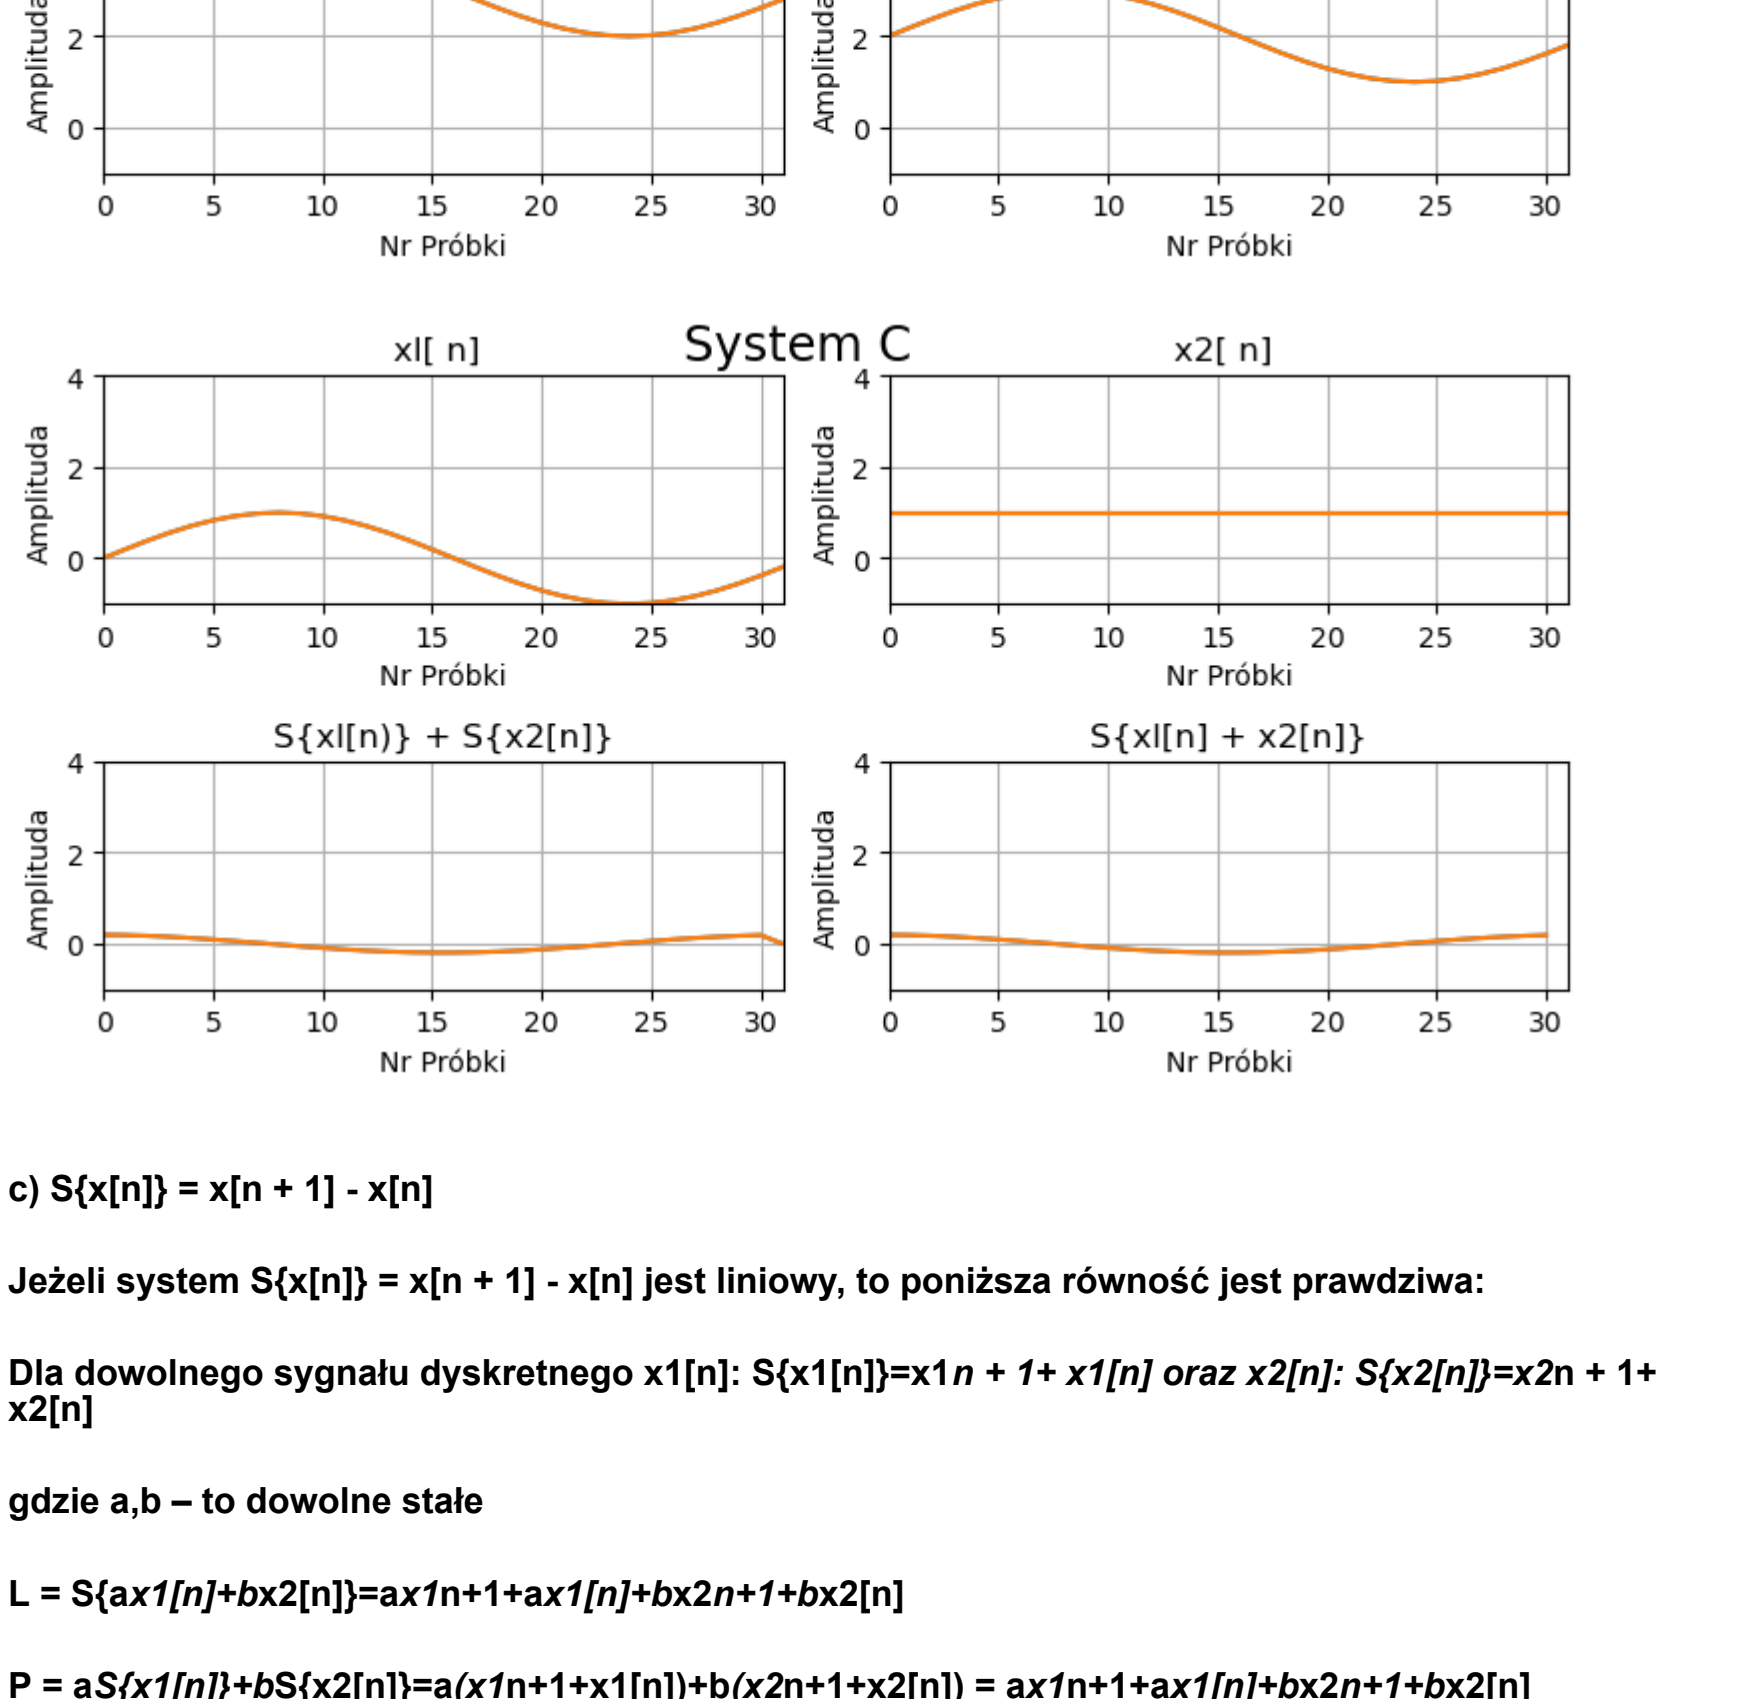 Amplituda
2
0
0 5 10 15 20 25 30
Nr Próbki
Amplituda
2
0
0 5 10 15 20 25 30
Nr Próbki
System C
xl[ n]
Amplituda
4
2
0
0 5 10 15 20 25 30
Nr Próbki
x2[ n]
Amplituda
4
2
0
0 5 10 15 20 25 30
Nr Próbki
S{xl[n)} + S{x2[n]}
Amplituda
4
2
0
0 5 10 15 20 25 30
Nr Próbki
S{xl[n] + x2[n]}
Amplituda
4
2
0
0 5 10 15 20 25 30
Nr Próbki
c) S{x[n]} = x[n + 1] - x[n]
Jeżeli system S{x[n]} = x[n + 1] - x[n] jest liniowy, to poniższa równość jest prawdziwa:
Dla dowolnego sygnału dyskretnego x1[n]: S{x1[n]}=x1n + 1+ x1[n] oraz x2[n]: S{x2[n]}=x2n + 1+
x2[n]
gdzie a,b – to dowolne stałe
L = S{ax1[n]+bx2[n]}=ax1n+1+ax1[n]+bx2n+1+bx2[n]
P = aS{x1[n]}+bS{x2[n]}=a(x1n+1+x1[n])+b(x2n+1+x2[n]) = ax1n+1+ax1[n]+bx2n+1+bx2[n]